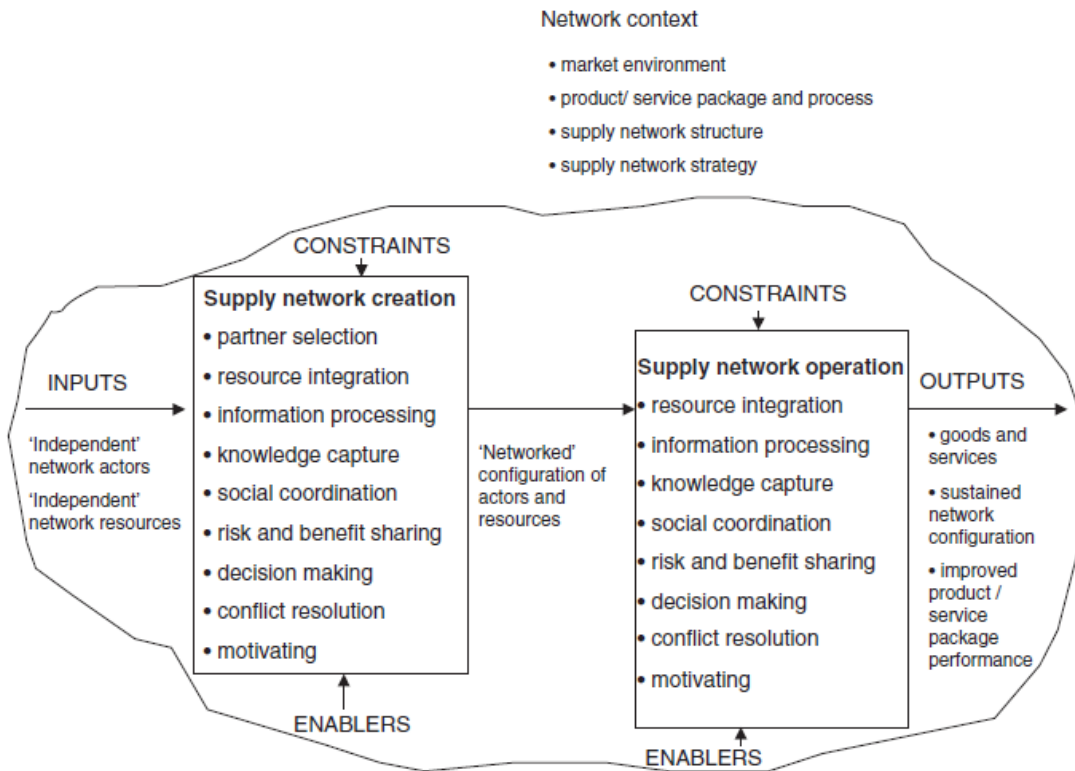 Network context
• market environment
• product/ service package and process
• supply network structure
• supply network strategy
CONSTRAINTS
Supply network creation
• partner selection
• resource integration
• information processing
• knowledge capture
• social coordination
• risk and benefit sharing
• decision making
• conflict resolution
• motivating
ENABLERS
INPUTS
‘Independent’
network actors
‘Independent’
network resources
‘Networked’
configuration of
actors and
resources
CONSTRAINTS
Supply network operation
• resource integration
• information processing
• knowledge capture
• social coordination
• risk and benefit sharing
• decision making
• conflict resolution
• motivating
ENABLERS
OUTPUTS
• goods and
services
• sustained
network
configuration
• improved
product /
service
package
performance